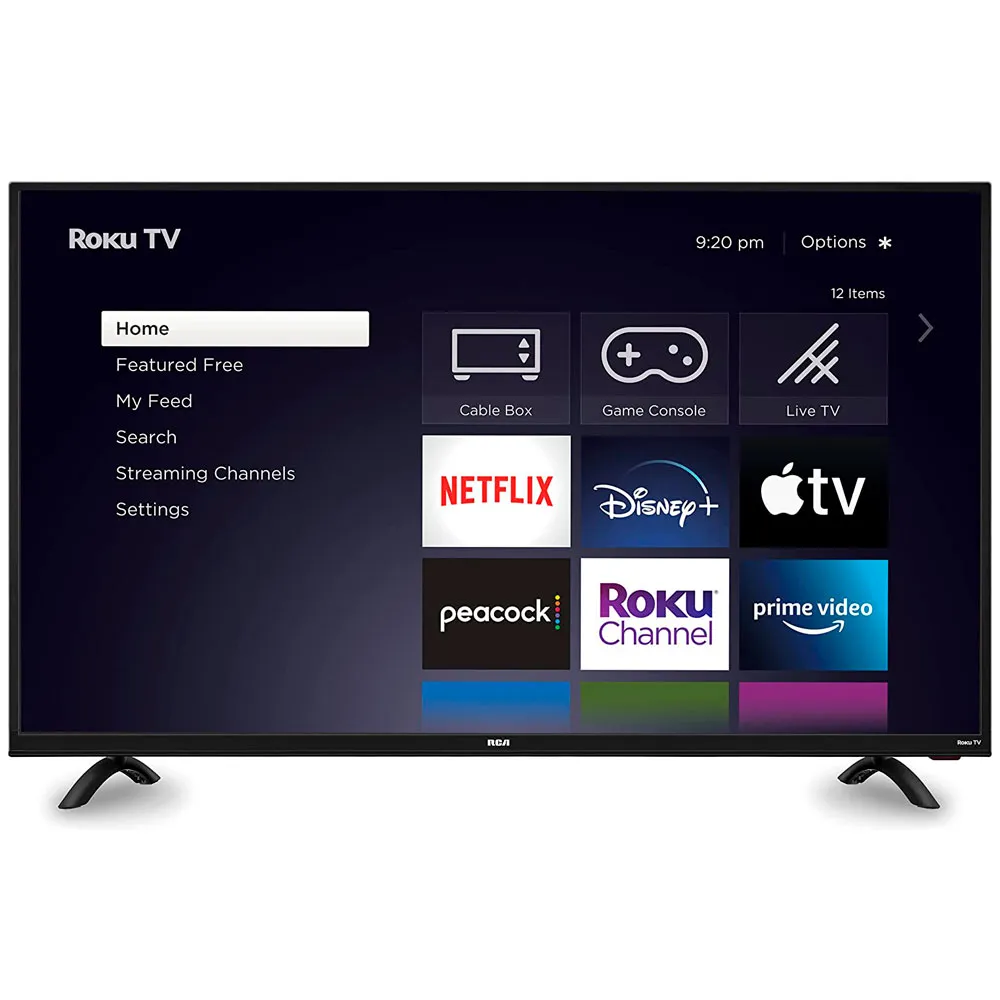 Roku TV
9:20 pm
Options *
12 Items
Home
Featured Free
My Feed
Search
Streaming Channels
Settings
Cable Box
Game Console
Live TV
NETFLIX
Disney+
tv
peacock
Roku
Channel
prime video
RCA
Roku TV